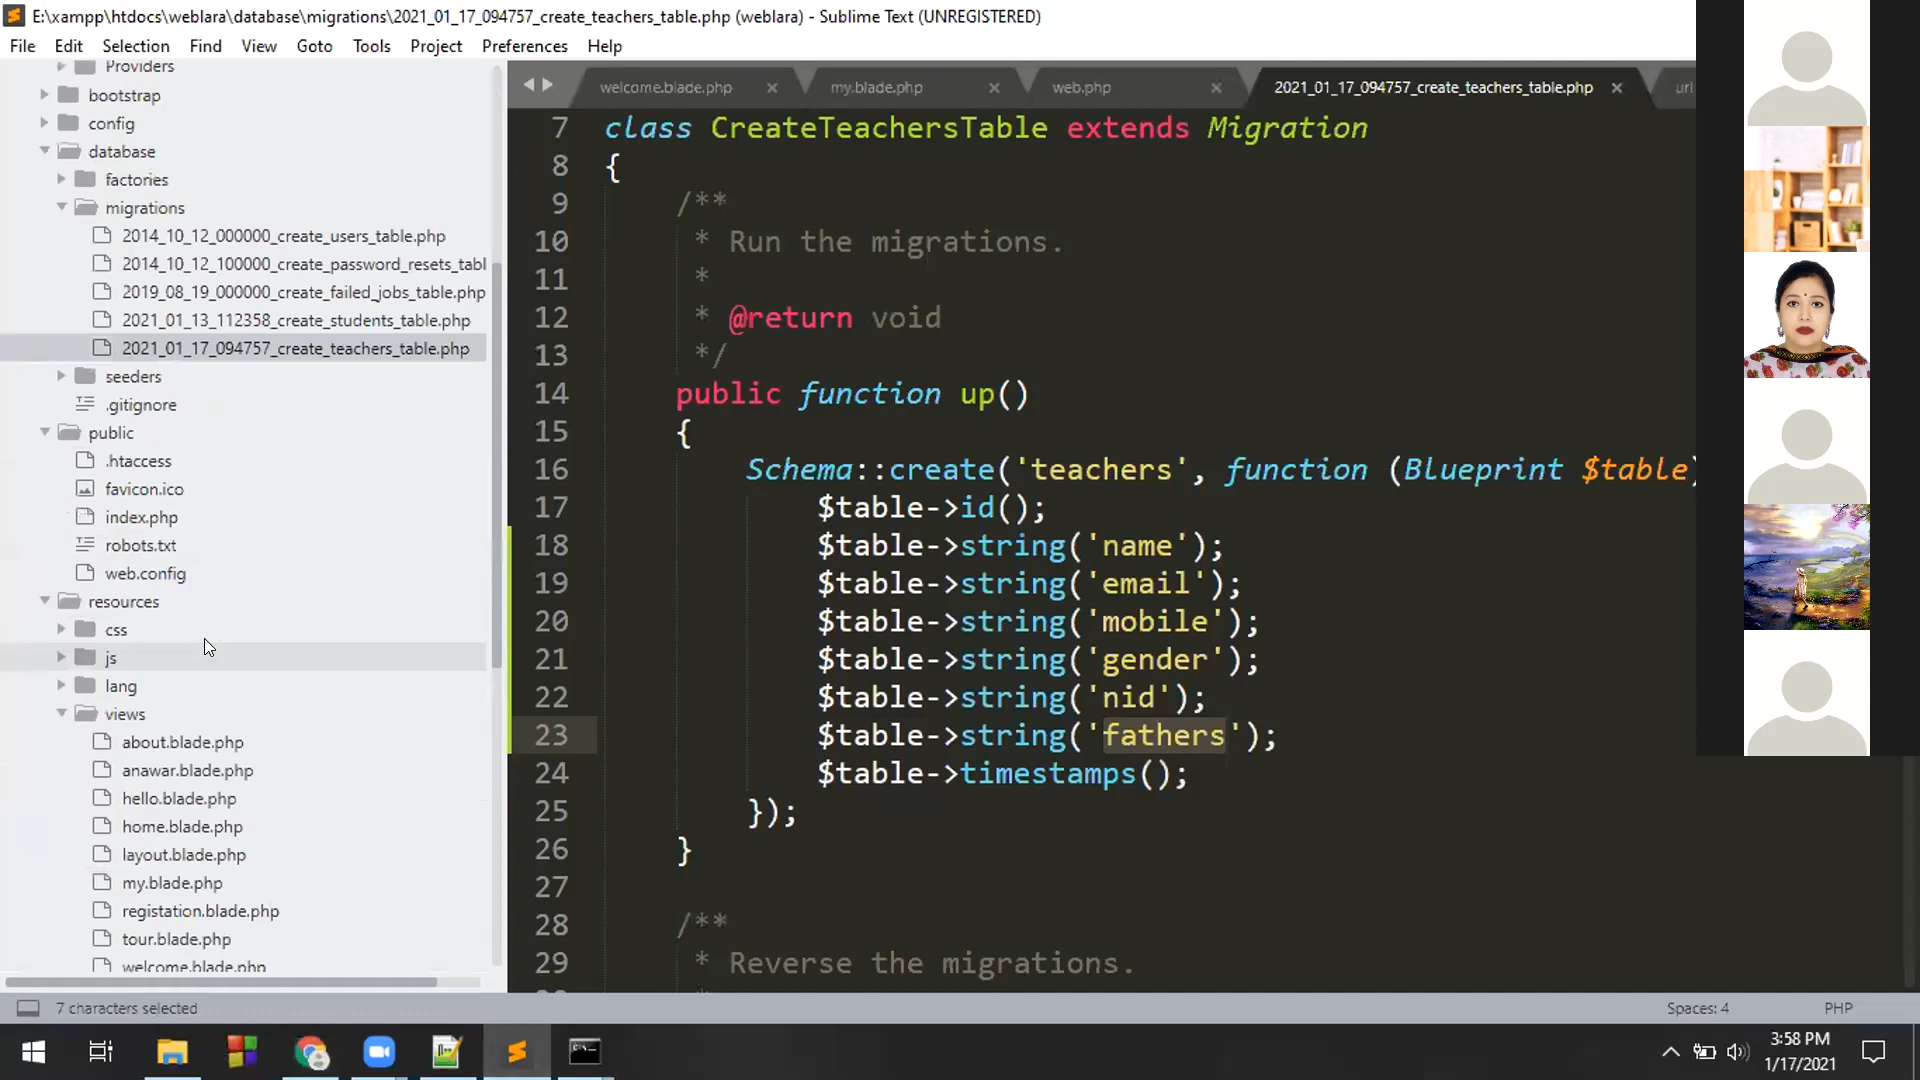 E:\xampp\htdocs\weblara\database\migrations\2021_01_17_094757_create_teachers_table.php (weblara) - Sublime Text (UNREGISTERED)
File Edit Selection Find View Goto Tools Project Preferences Help
Providers
bootstrap
config
database
factories
migrations
2014_10_12_000000_create_users_table.php
2014_10_12_100000_create_password_resets_tabl
2019_08_19_000000_create_failed_jobs_table.php
2021_01_13_112358_create_students_table.php
2021_01_17_094757_create_teachers_table.php
seeders
.gitignore
public
.htaccess
favicon.ico
index.php
robots.txt
web.config
resources
css
js
lang
views
about.blade.php
anawar.blade.php
hello.blade.php
home.blade.php
layout.blade.php
my.blade.php
registation.blade.php
tour.blade.php
welcome.blade.php
welcome.blade.php my.blade.php web.php 2021_01_17_094757_create_teachers_table.php url
7 class CreateTeachersTable extends Migration
8 {
9 /**
10 * Run the migrations.
11 *
12 * @return void
13 */
14 public function up()
15 {
16 Schema::create('teachers', function (Blueprint $table)
17 $table->id();
18 $table->string('name');
19 $table->string('email');
20 $table->string('mobile');
21 $table->string('gender');
22 $table->string('nid');
23 $table->string('fathers');
24 $table->timestamps();
25 });
26 }
27
28 /**
29 * Reverse the migrations.
7 characters selected
Spaces: 4 PHP
3:58 PM
1/17/2021